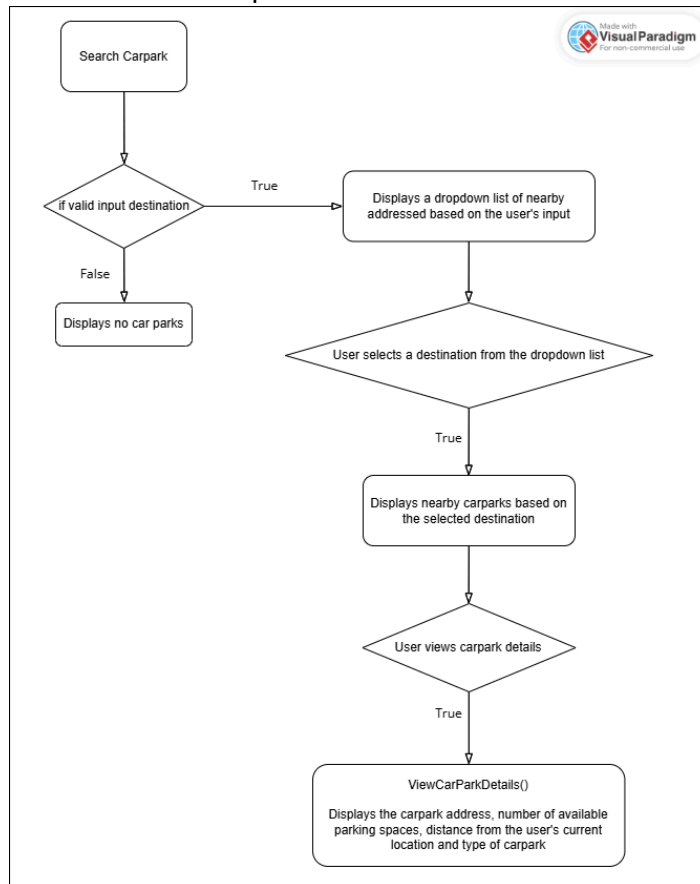 Made with
VisualParadigm
For non-commercial use
Search Carpark
if valid input destination
True
Displays a dropdown list of nearby
addressed based on the user's input
False
Displays no car parks
User selects a destination from the dropdown list
True
Displays nearby carparks based on
the selected destination
User views carpark details
True
ViewCarParkDetails()
Displays the carpark address, number of available
parking spaces, distance from the user's current
location and type of carpark